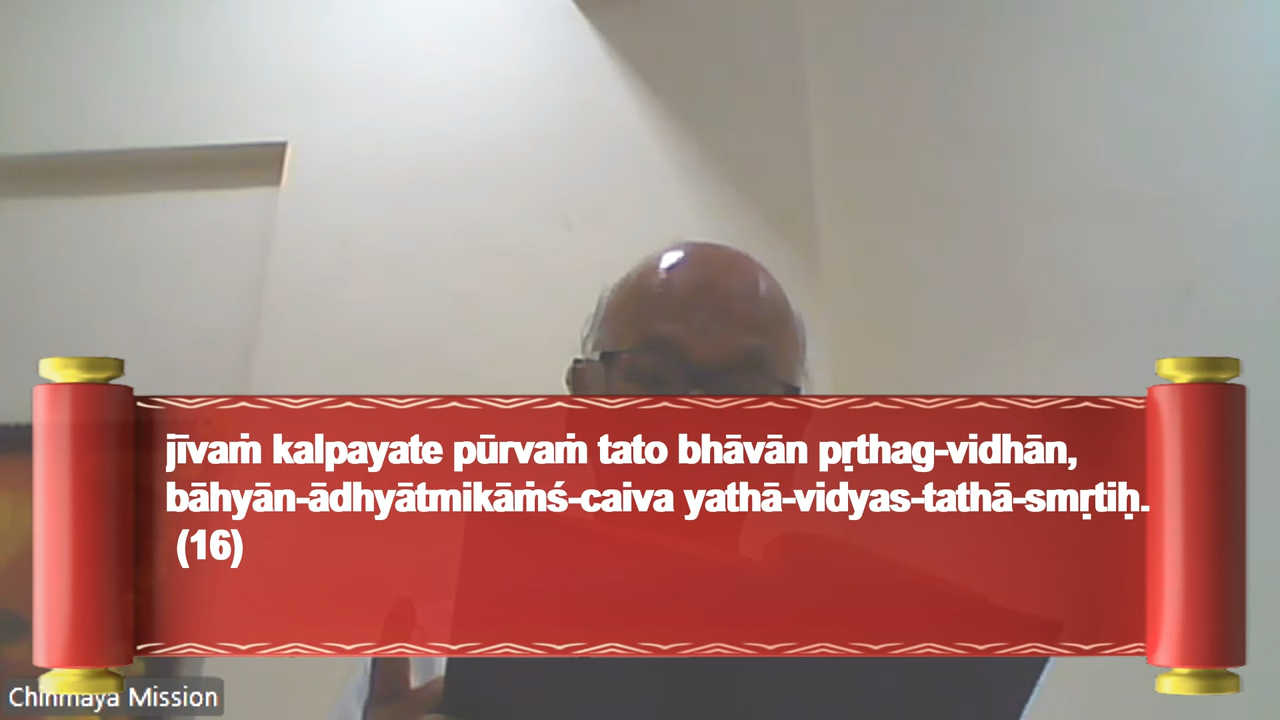 jīvaṁ kalpayate pūrvaṁ tato bhāvān pṛthag-vidhān,
bāhyān-ādhyātmikāṁś-caiva yathā-vidyas-tathā-smṛtiḥ.
(16)
Chinmaya Mission